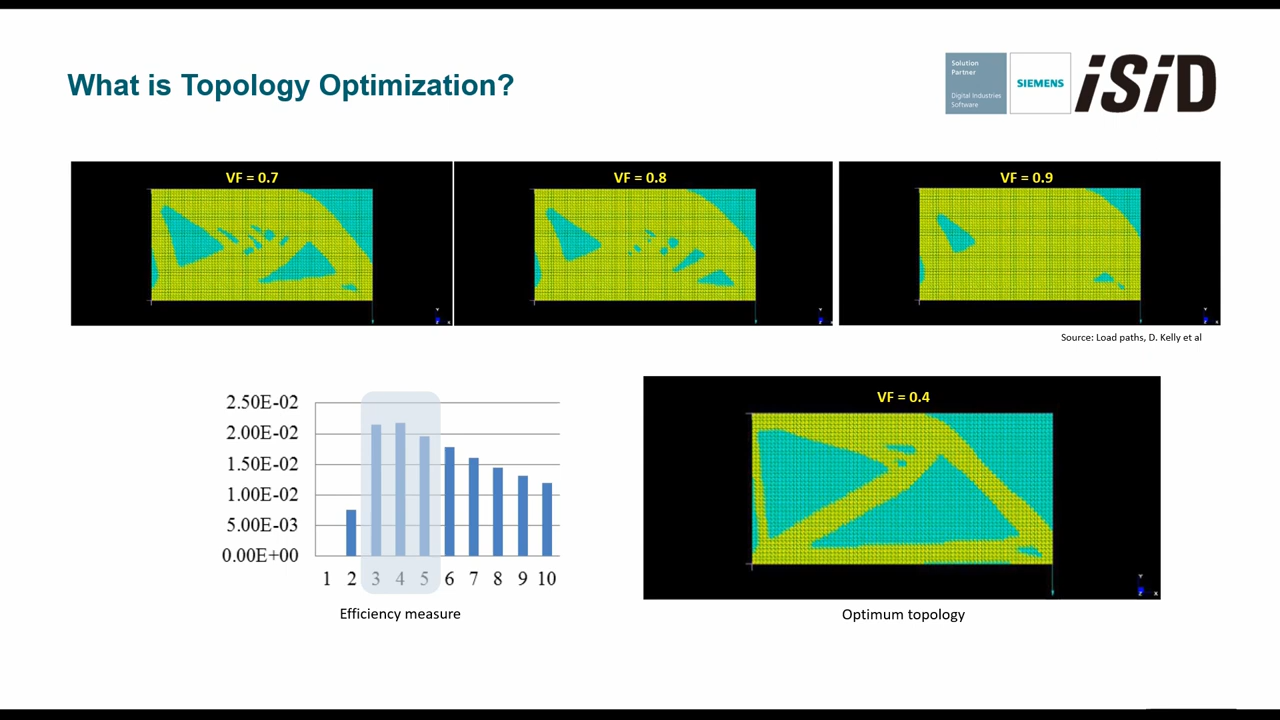 What is Topology Optimization?
Solution
Partner
Digital Industries
Software
SIEMENS
iSiD
VF = 0.7
VF = 0.8
VF = 0.9
Source: Load paths, D. Kelly et al
2.50E-02
2.00E-02
1.50E-02
1.00E-02
5.00E-03
0.00E+00
1 2 3 4 5 6 7 8 9 10
Efficiency measure
VF = 0.4
Optimum topology